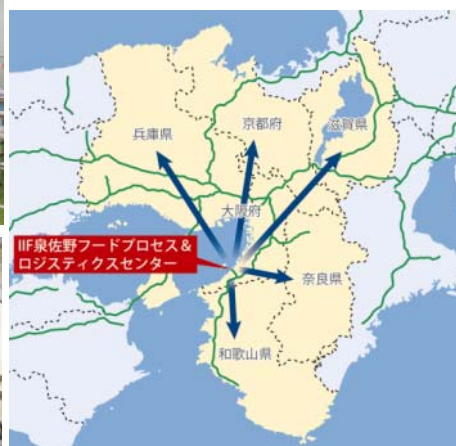 兵庫県
京都府
滋賀県
大阪府
IIF泉佐野フードプロセス＆
ロジスティクスセンター
奈良県
和歌山県